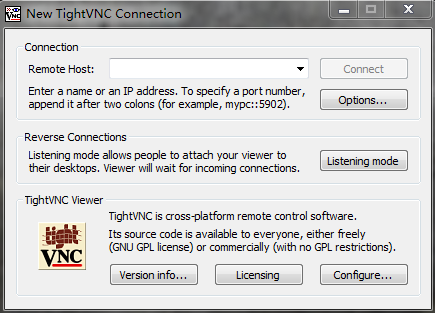 New TightVNC Connection
Connection
Remote Host:
Connect
Enter a name or an IP address. To specify a port number,
append it after two colons (for example, mypc::5902).
Options...
Reverse Connections
Listening mode allows people to attach your viewer to
their desktops. Viewer will wait for incoming connections.
Listening mode
TightVNC Viewer
TightVNC is cross-platform remote control software.
Its source code is available to everyone, either freely
(GNU GPL license) or commercially (with no GPL restrictions).
tight
VNC
Version info...
Licensing
Configure...